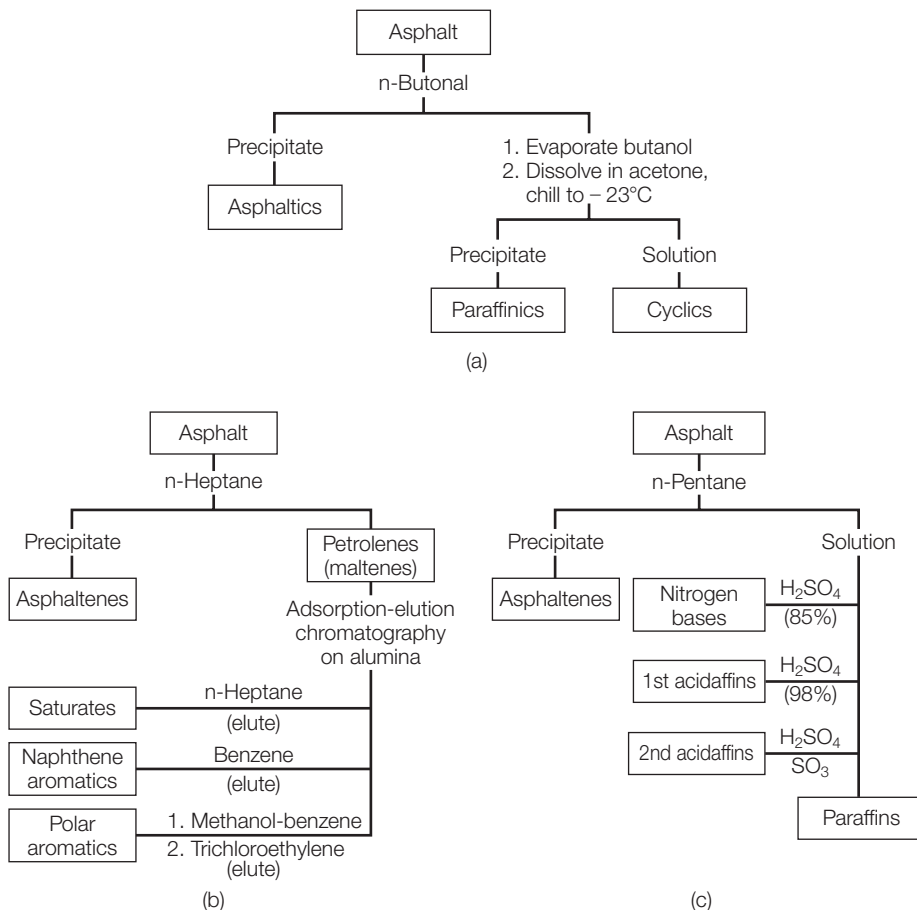 Asphalt
n-Butonal
Precipitate
Asphaltics
1. Evaporate butanol
2. Dissolve in acetone,
chill to – 23°C
Precipitate
Paraffinics
Solution
Cyclics
(a)
Asphalt
n-Heptane
Precipitate
Asphaltenes
Petrolenes
(maltenes)
Adsorption-elution
chromatography
on alumina
Saturates
n-Heptane
(elute)
Naphthene
aromatics
Benzene
(elute)
Polar
aromatics
1. Methanol-benzene
2. Trichloroethylene
(elute)
(b)
Asphalt
n-Pentane
Precipitate
Asphaltenes
Solution
Nitrogen
bases
H₂SO₄
(85%)
1st acidaffins
H₂SO₄
(98%)
2nd acidaffins
H₂SO₄
SO₃
Paraffins
(c)